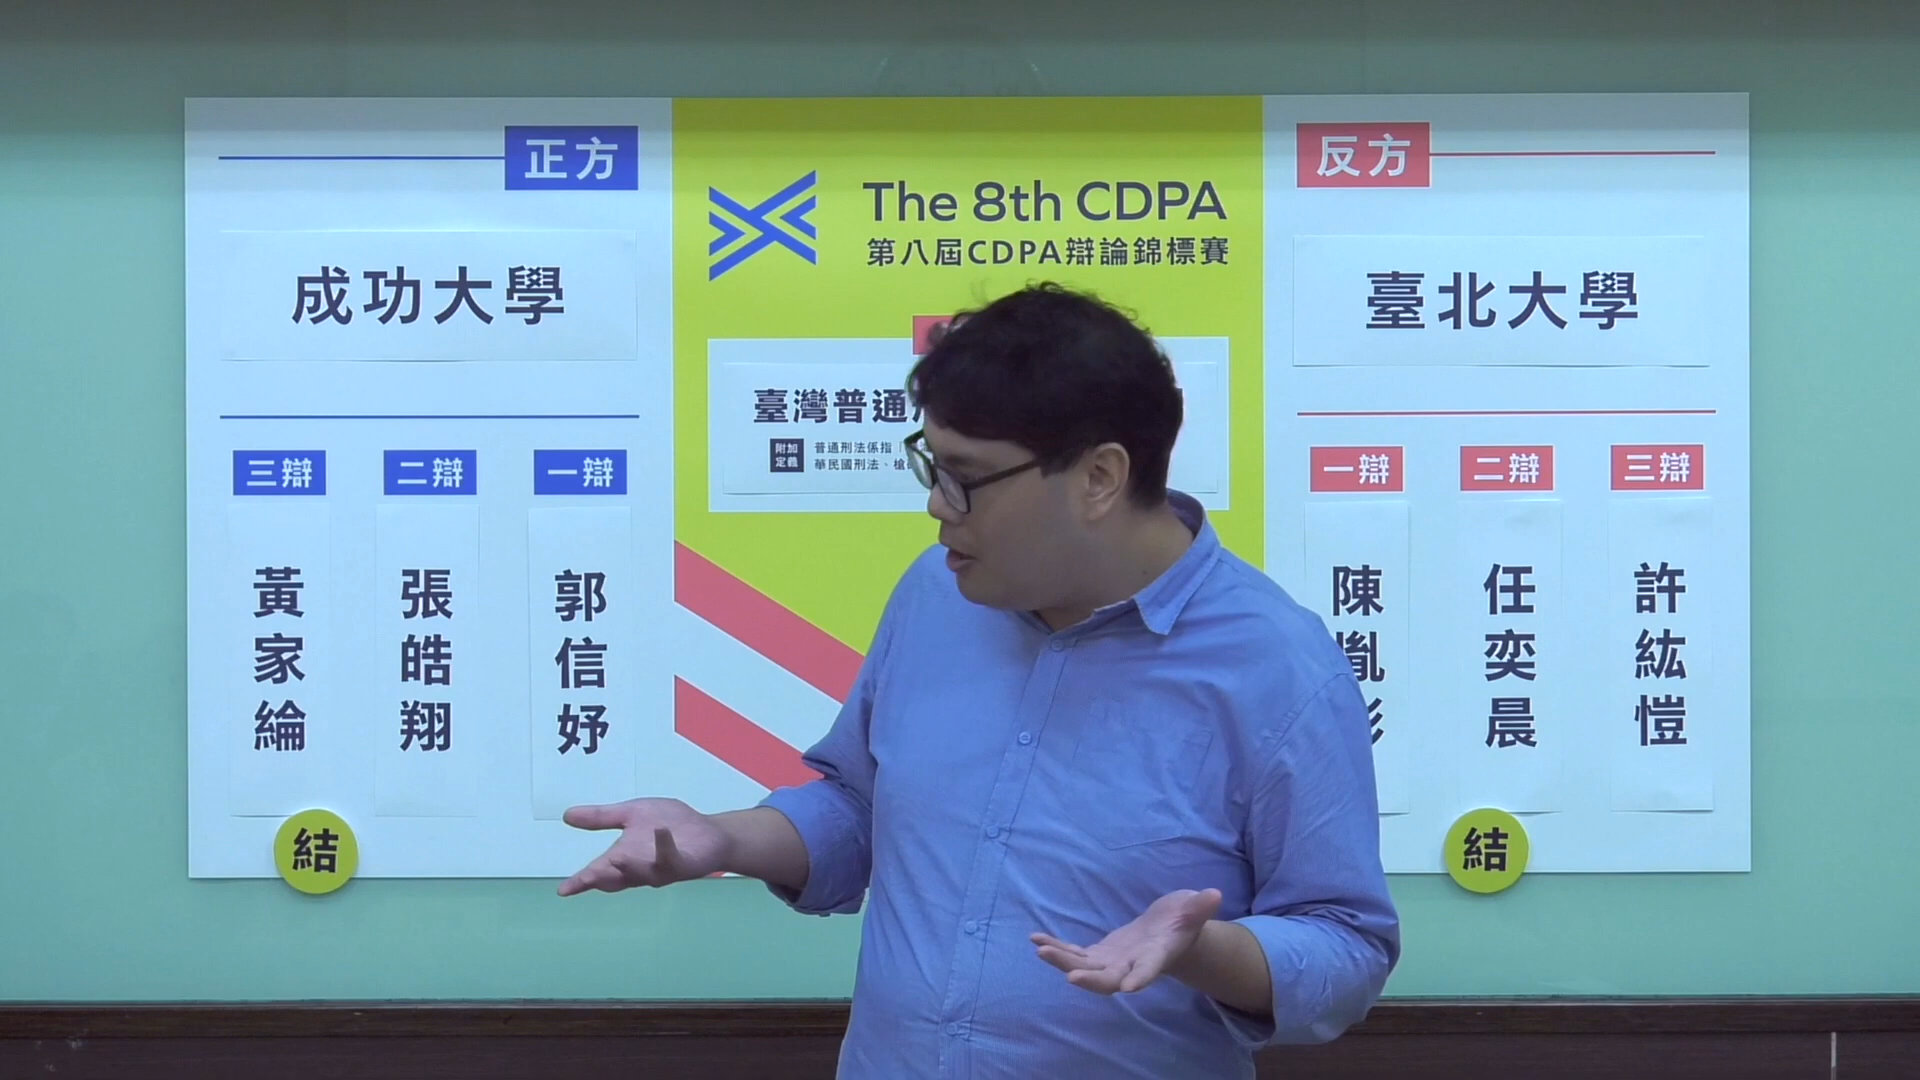 正方
成功大學
三辯
二辯
一辯
黃家綸
張皓翔
郭信妤
結
The 8th CDPA
第八屆CDPA辯論錦標賽
臺灣普通
附加定義
普通刑法係指
華民國刑法、槍
反方
臺北大學
一辯
二辯
三辯
陳胤
任奕晨
許紘愷
結